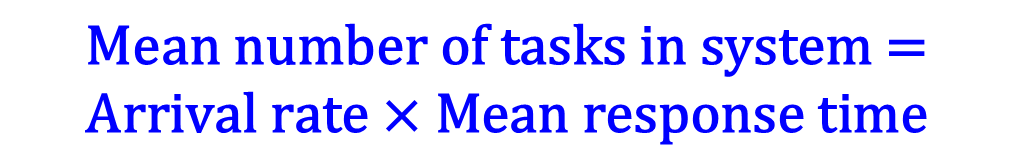 Mean number of tasks in system =
Arrival rate × Mean response time